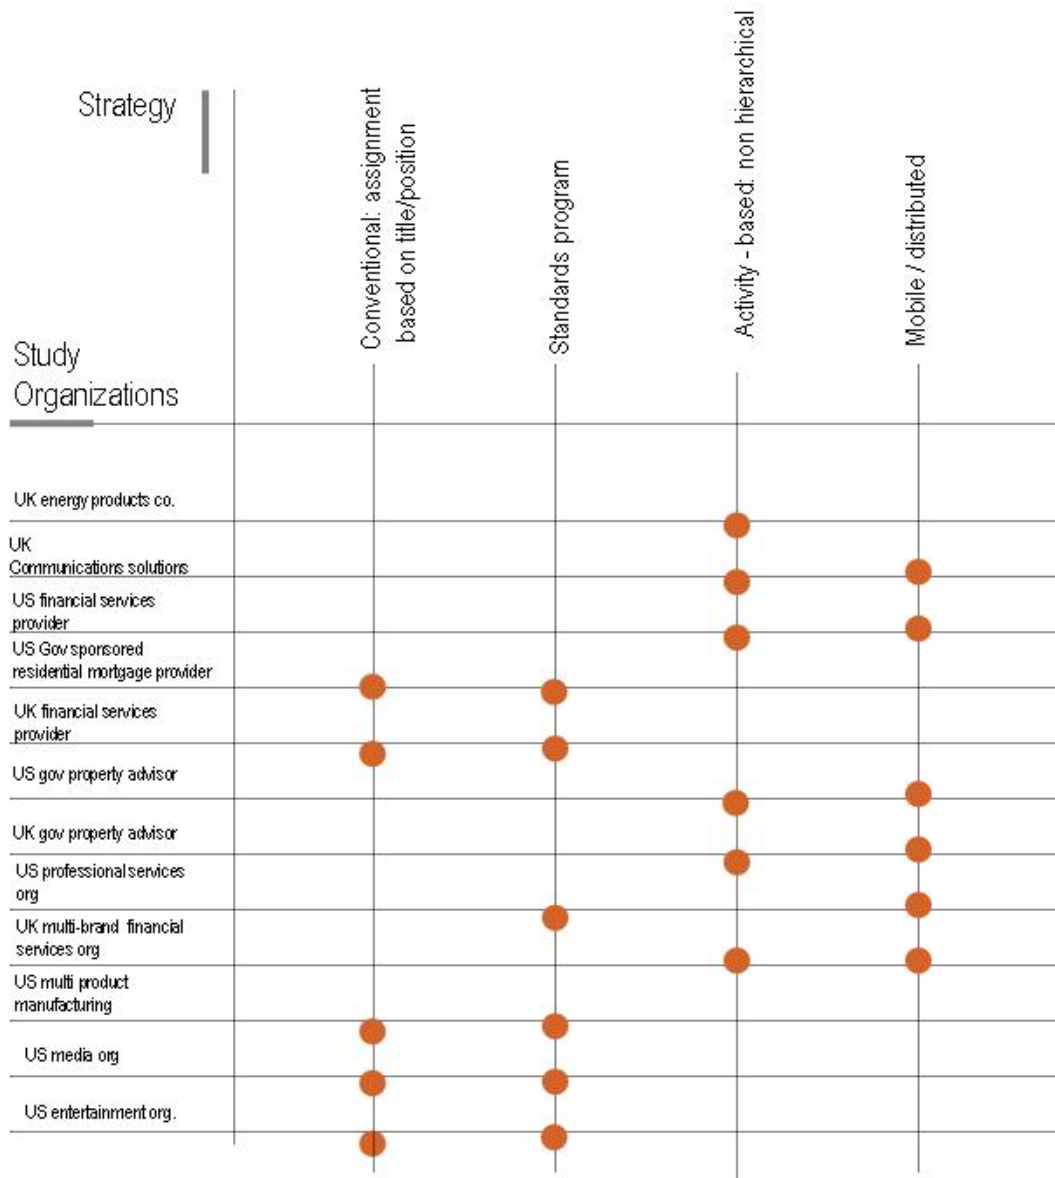 Strategy
Conventional: assignment
based on title/position
Standards program
Activity - based: non hierarchical
Mobile / distributed
Study
Organizations
UK energy products co.
UK
Communications solutions
US financial services
provider
US Gov sponsored
residential mortgage provider
UK financial services
provider
US gov property advisor
UK gov property advisor
US professional services
org
UK multi-brand financial
services org
US multi product
manufacturing
US media org
US entertainment org.